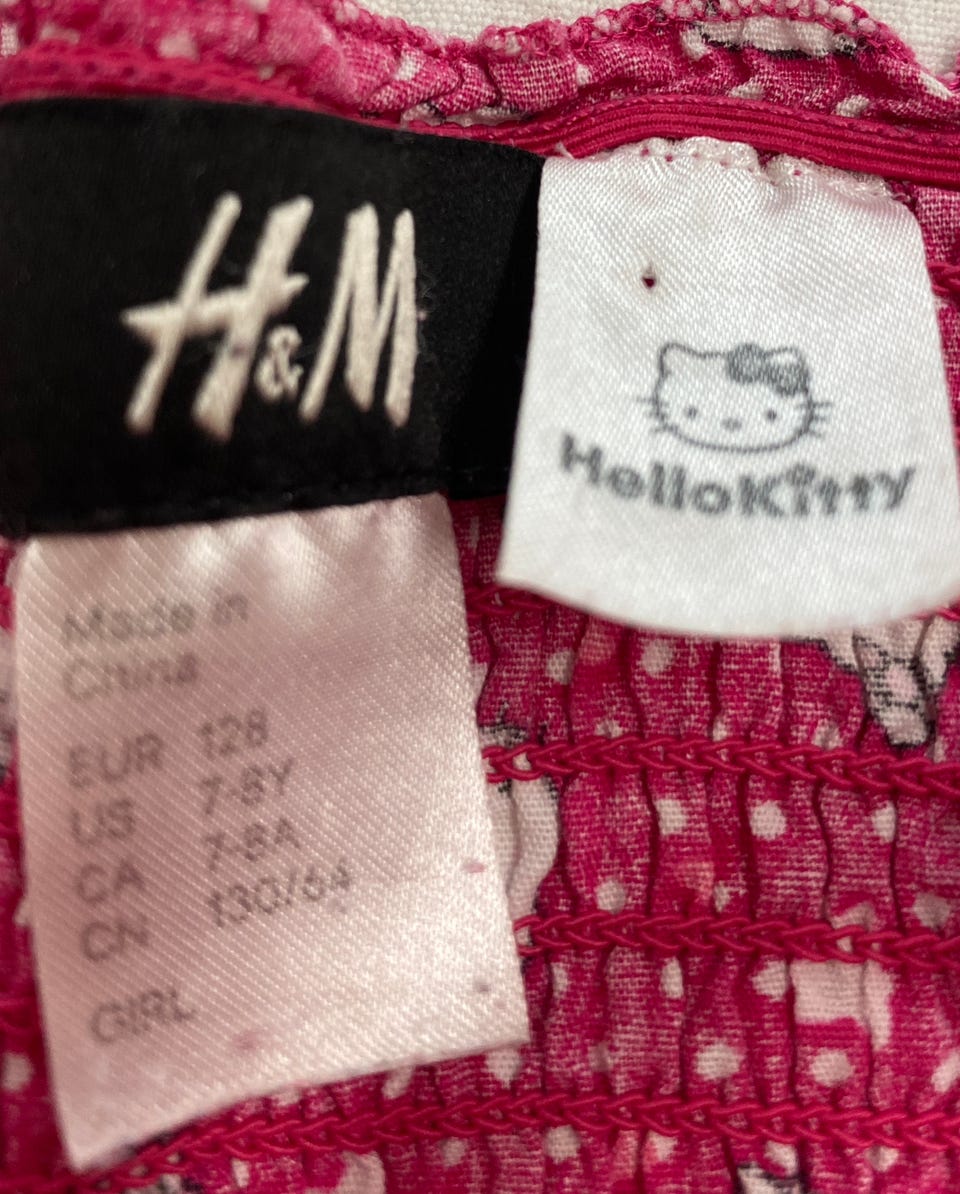 H&M
HelloKitty
Made in
China
EUR 128
US 7-8Y
CA 7-8A
CN 130/64
GIRL